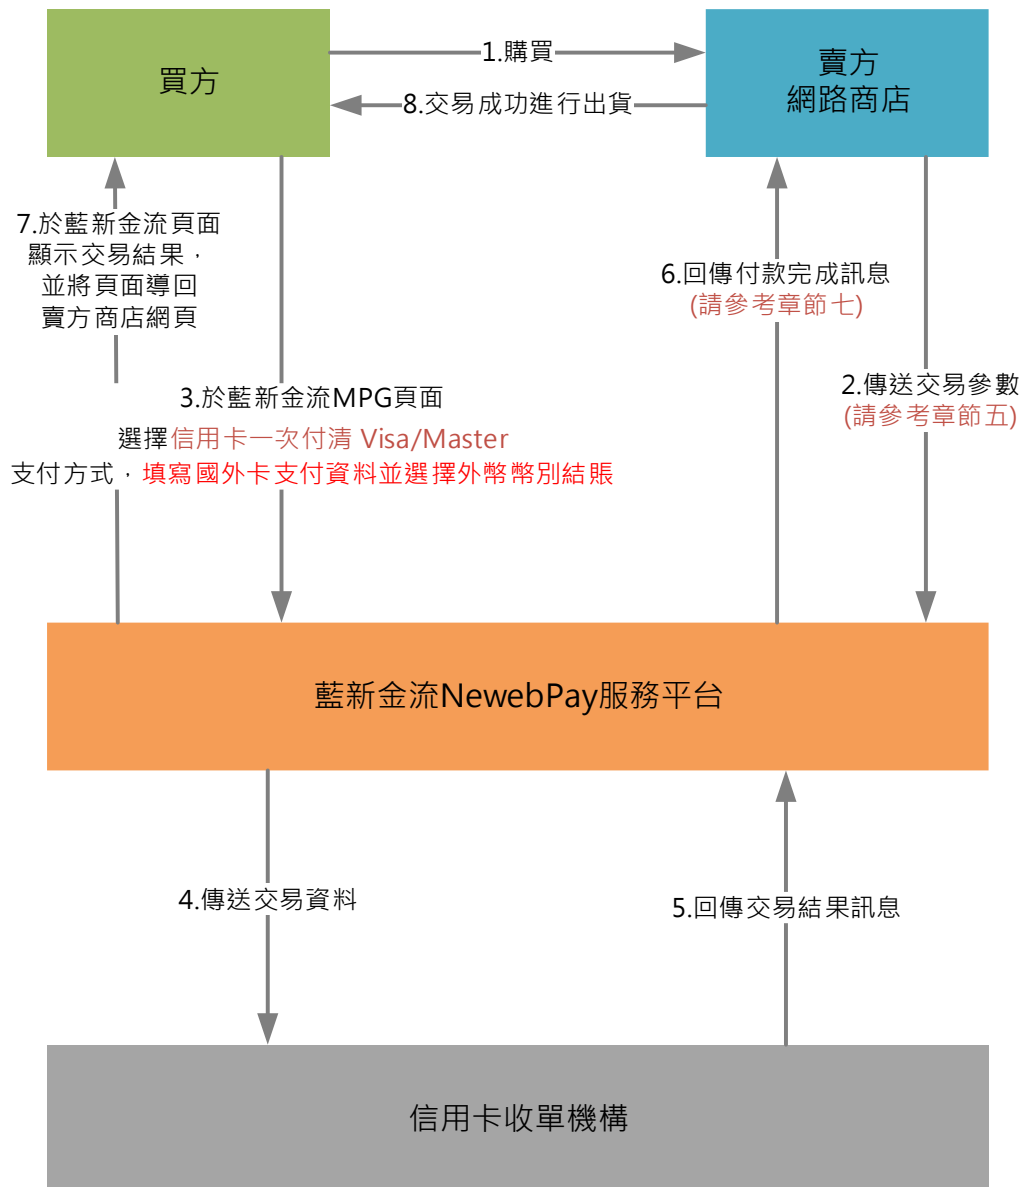 買方
1.購買
賣方
網路商店
8.交易成功進行出貨
7.於藍新金流頁面
顯示交易結果，
並將頁面導回
賣方商店網頁
6.回傳付款完成訊息
(請參考章節七)
2.傳送交易參數
(請參考章節五)
3.於藍新金流MPG頁面
選擇信用卡一次付清 Visa/Master
支付方式，填寫國外卡支付資料並選擇外幣幣別結賬
藍新金流NewebPay服務平台
4.傳送交易資料
5.回傳交易結果訊息
信用卡收單機構